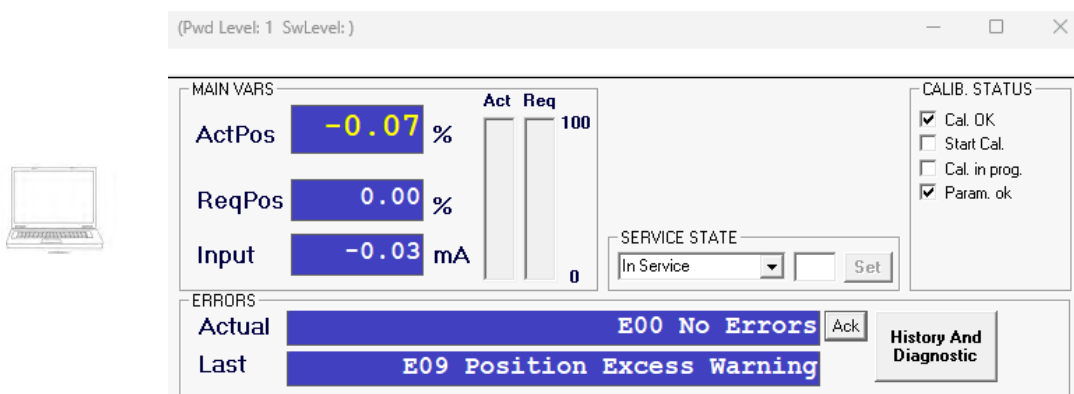 (Pwd Level: 1 SwLevel: )
MAIN VARS
Act Req
ActPos -0.07 %
100
ReqPos 0.00 %
Input -0.03 mA
0
SERVICE STATE
In Service
Set
CALIB. STATUS
Cal. OK
Start Cal.
Cal. in prog.
Param. ok
ERRORS
Actual E00 No Errors Ack
Last E09 Position Excess Warning
History And
Diagnostic